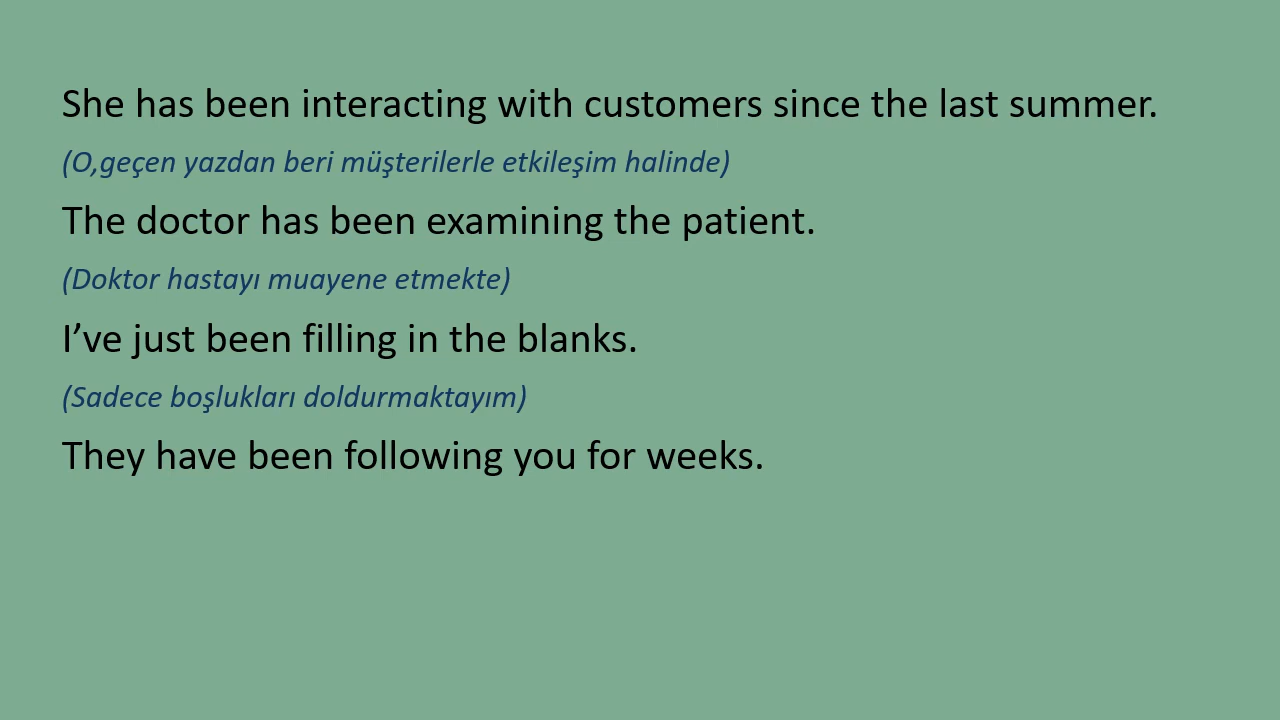 She has been interacting with customers since the last summer.
(O,geçen yazdan beri müşterilerle etkileşim halinde)
The doctor has been examining the patient.
(Doktor hastayı muayene etmekte)
I’ve just been filling in the blanks.
(Sadece boşlukları doldurmaktayım)
They have been following you for weeks.